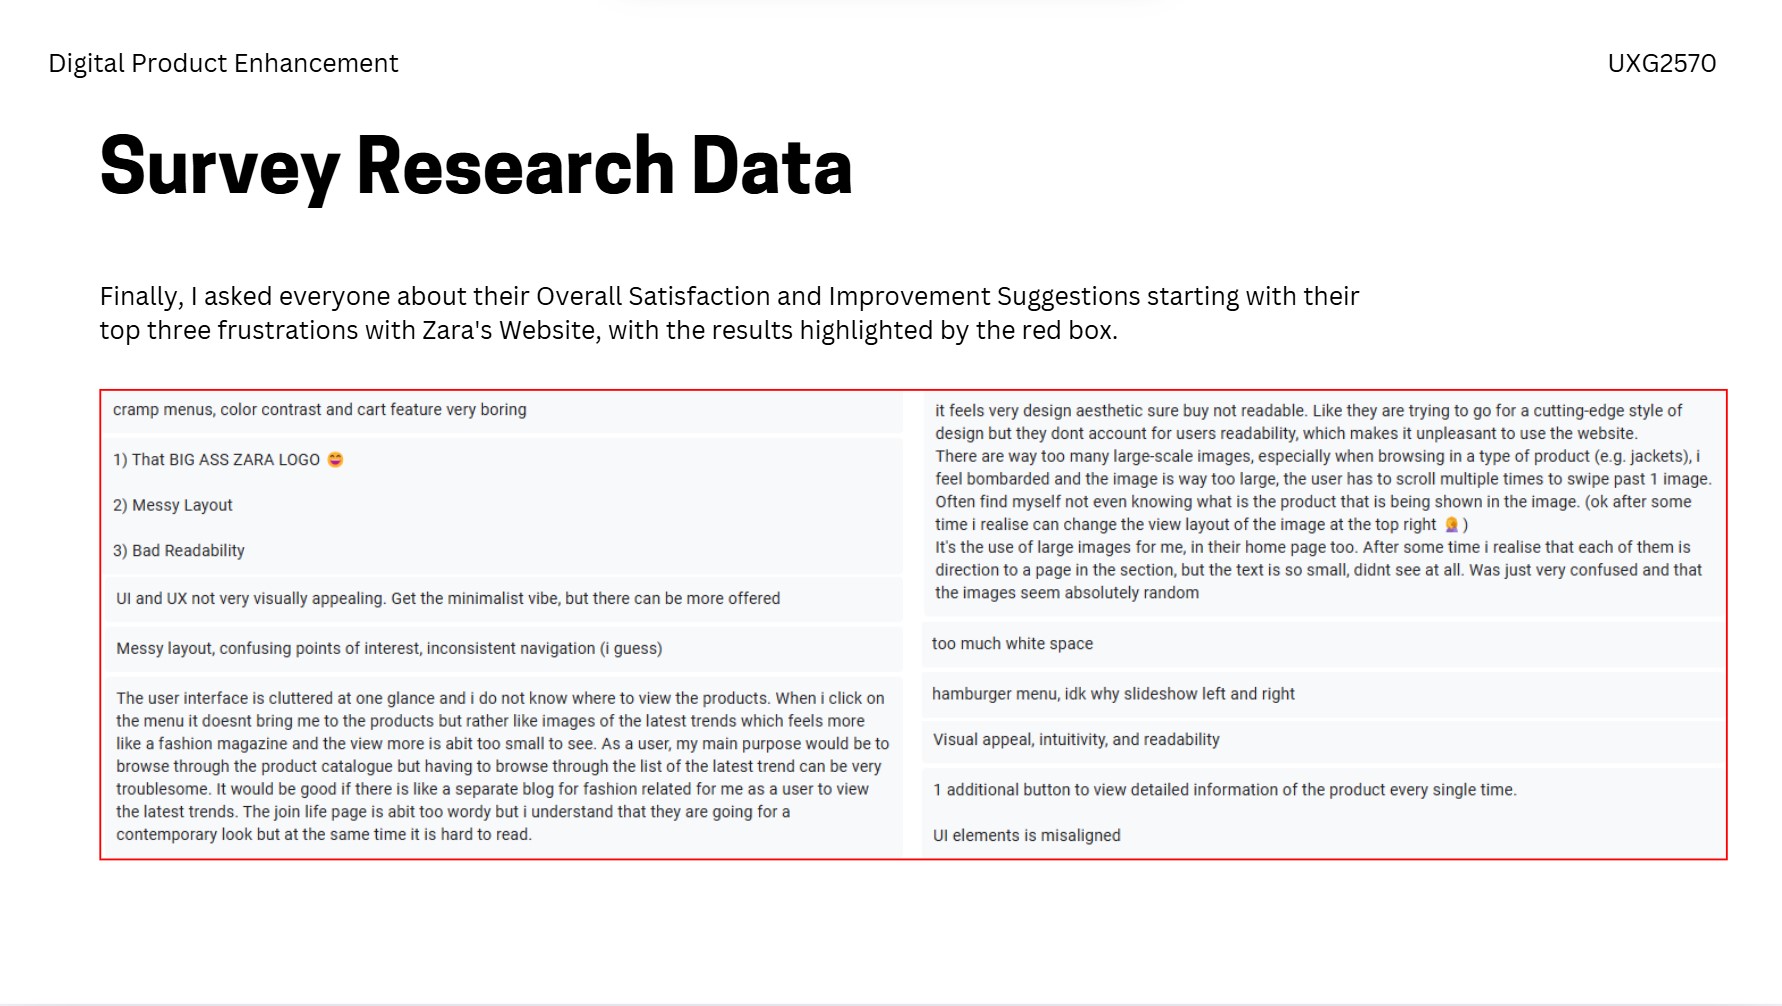 Digital Product Enhancement
UXG2570
Survey Research Data
Finally, I asked everyone about their Overall Satisfaction and Improvement Suggestions starting with their
top three frustrations with Zara's Website, with the results highlighted by the red box.
cramp menus, color contrast and cart feature very boring
1) That BIG ASS ZARA LOGO 😄
2) Messy Layout
3) Bad Readability
UI and UX not very visually appealing. Get the minimalist vibe, but there can be more offered
Messy layout, confusing points of interest, inconsistent navigation (i guess)
The user interface is cluttered at one glance and i do not know where to view the products. When i click on
the menu it doesnt bring me to the products but rather like images of the latest trends which feels more
like a fashion magazine and the view more is abit too small to see. As a user, my main purpose would be to
browse through the product catalogue but having to browse through the list of the latest trend can be very
troublesome. It would be good if there is like a separate blog for fashion related for me as a user to view
the latest trends. The join life page is abit too wordy but i understand that they are going for a
contemporary look but at the same time it is hard to read.
it feels very design aesthetic sure buy not readable. Like they are trying to go for a cutting-edge style of
design but they dont account for users readability, which makes it unpleasant to use the website.
There are way too many large-scale images, especially when browsing in a type of product (e.g. jackets), i
feel bombarded and the image is way too large, the user has to scroll multiple times to swipe past 1 image.
Often find myself not even knowing what is the product that is being shown in the image. (ok after some
time i realise can change the view layout of the image at the top right 🤦 )
It's the use of large images for me, in their home page too. After some time i realise that each of them is
direction to a page in the section, but the text is so small, didnt see at all. Was just very confused and that
the images seem absolutely random
too much white space
hamburger menu, idk why slideshow left and right
Visual appeal, intuitivity, and readability
1 additional button to view detailed information of the product every single time.
UI elements is misaligned